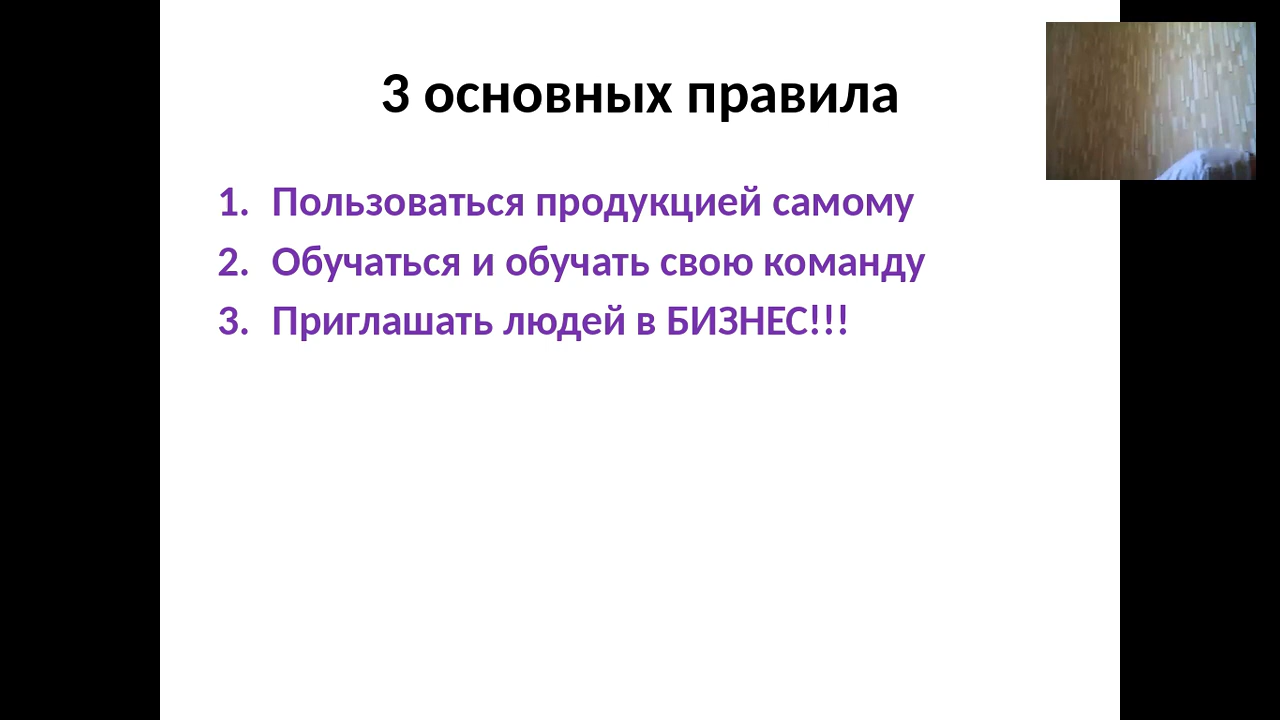 3 основных правила
1. Пользоваться продукцией самому
2. Обучаться и обучать свою команду
3. Приглашать людей в БИЗНЕС!!!